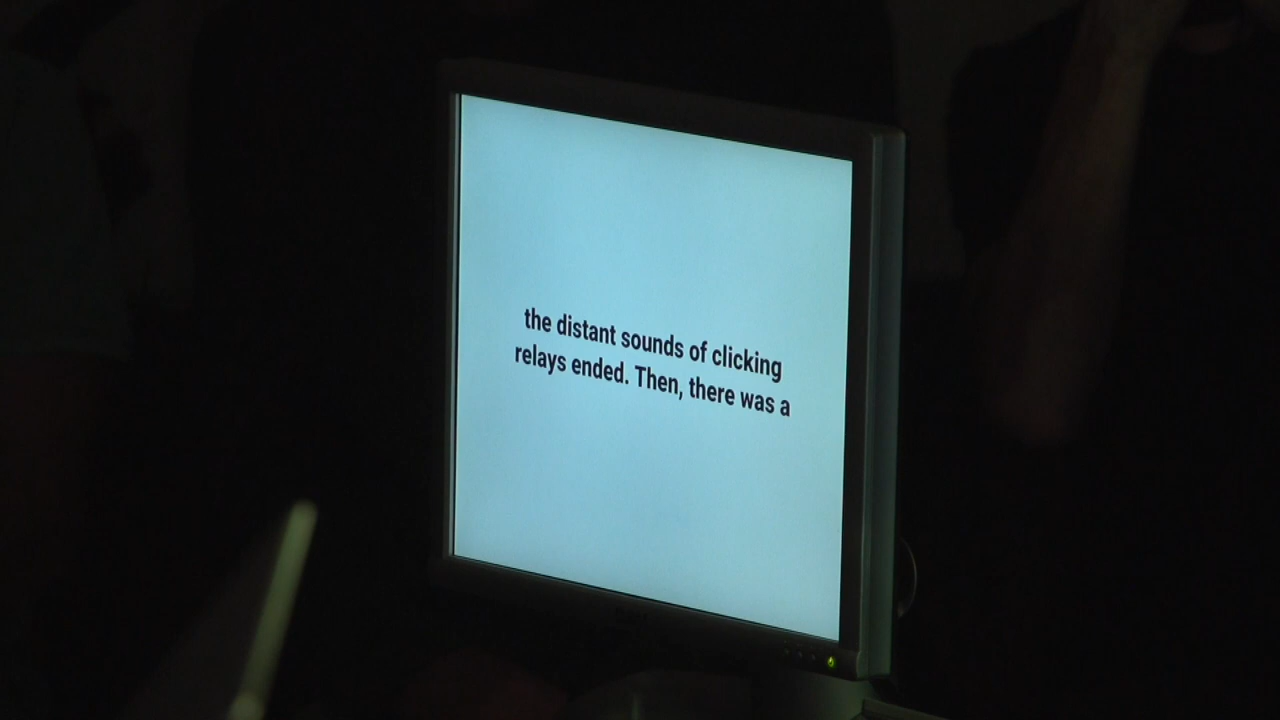 the distant sounds of clicking
relays ended. Then, there was a